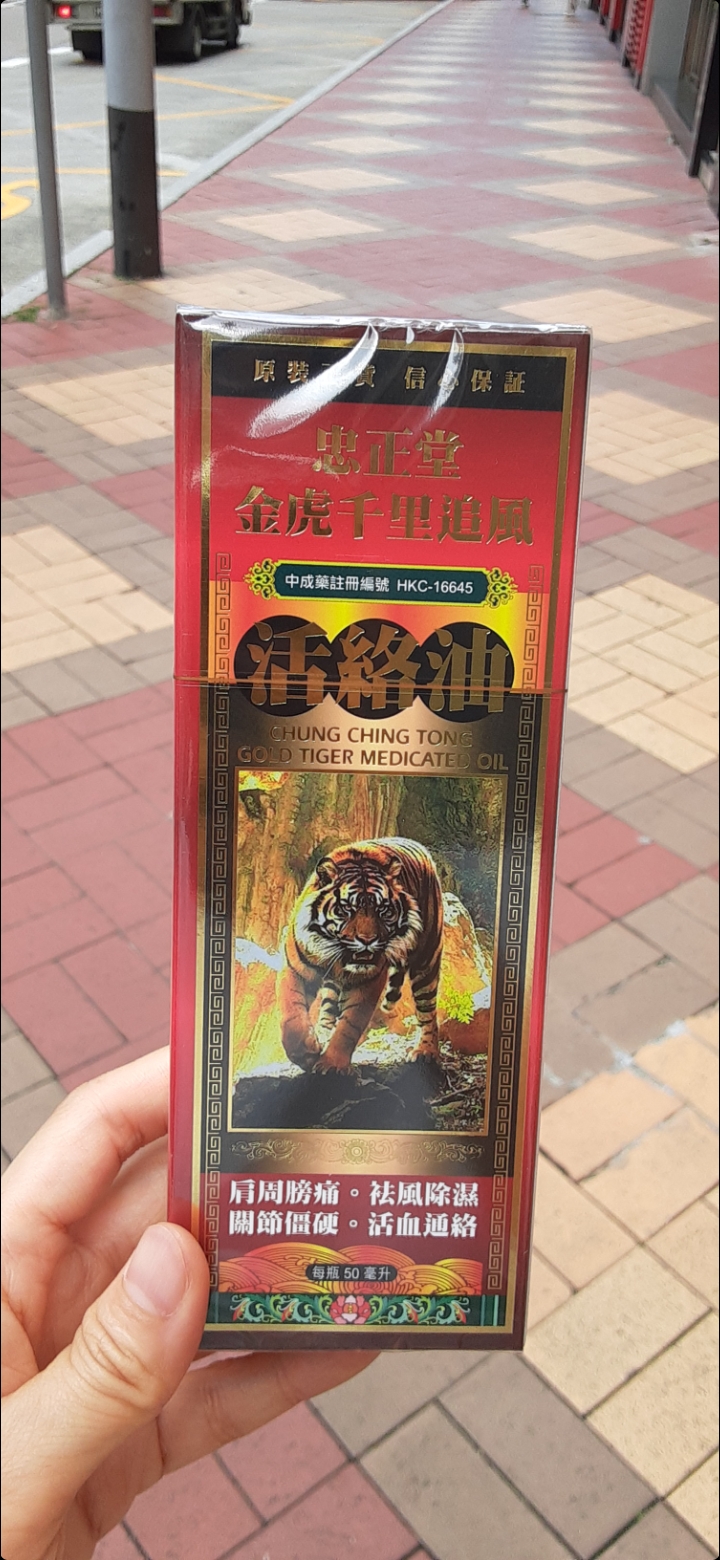 原裝 貨 信 保証
忠正堂
金虎千里追風
中成藥註冊編號 HKC-16645
活絡油
CHUNG CHING TONG
GOLD TIGER MEDICATED OIL
肩周膀痛。祛風除濕
關節僵硬。活血通絡
每瓶 50 毫升